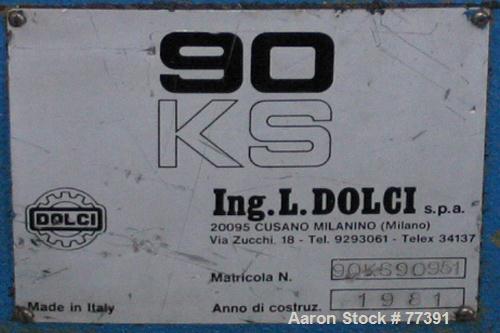 90
KS
Ing. L. DOLCI s.p.a.
20095 CUSANO MILANINO (Milano)
Via Zucchi. 18 - Tel. 9293061 - Telex 34137
DOLCI
Matricola N. 90KS90951
Made in Italy
Anno di costruz. 1981
Aaron Stock # 77391